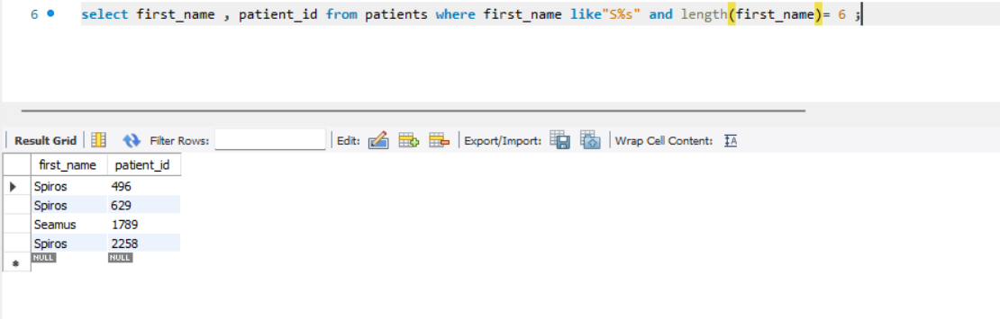 6 select first_name , patient_id from patients where first_name like"S%s" and length(first_name)= 6 ;
Result Grid Filter Rows: Edit: Export/Import: Wrap Cell Content: IA
first_name patient_id
Spiros 496
Spiros 629
Seamus 1789
Spiros 2258
NULL NULL